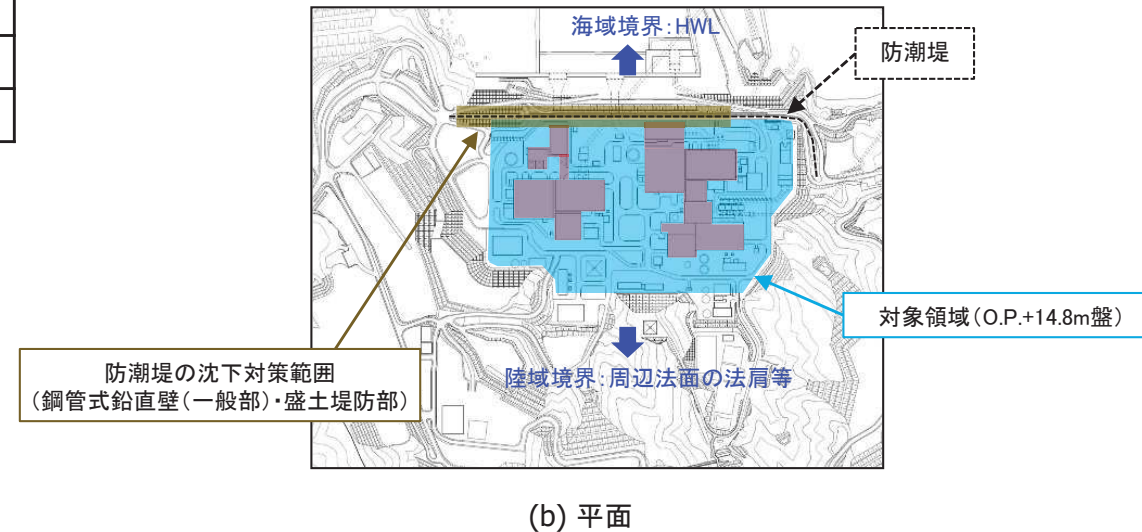 海域境界:HWL
防潮堤
対象領域(O.P.+14.8m盤)
防潮堤の沈下対策範囲
(鋼管式鉛直壁(一般部)・盛土堤防部)
陸域境界:周辺法面の法肩等
(b) 平面